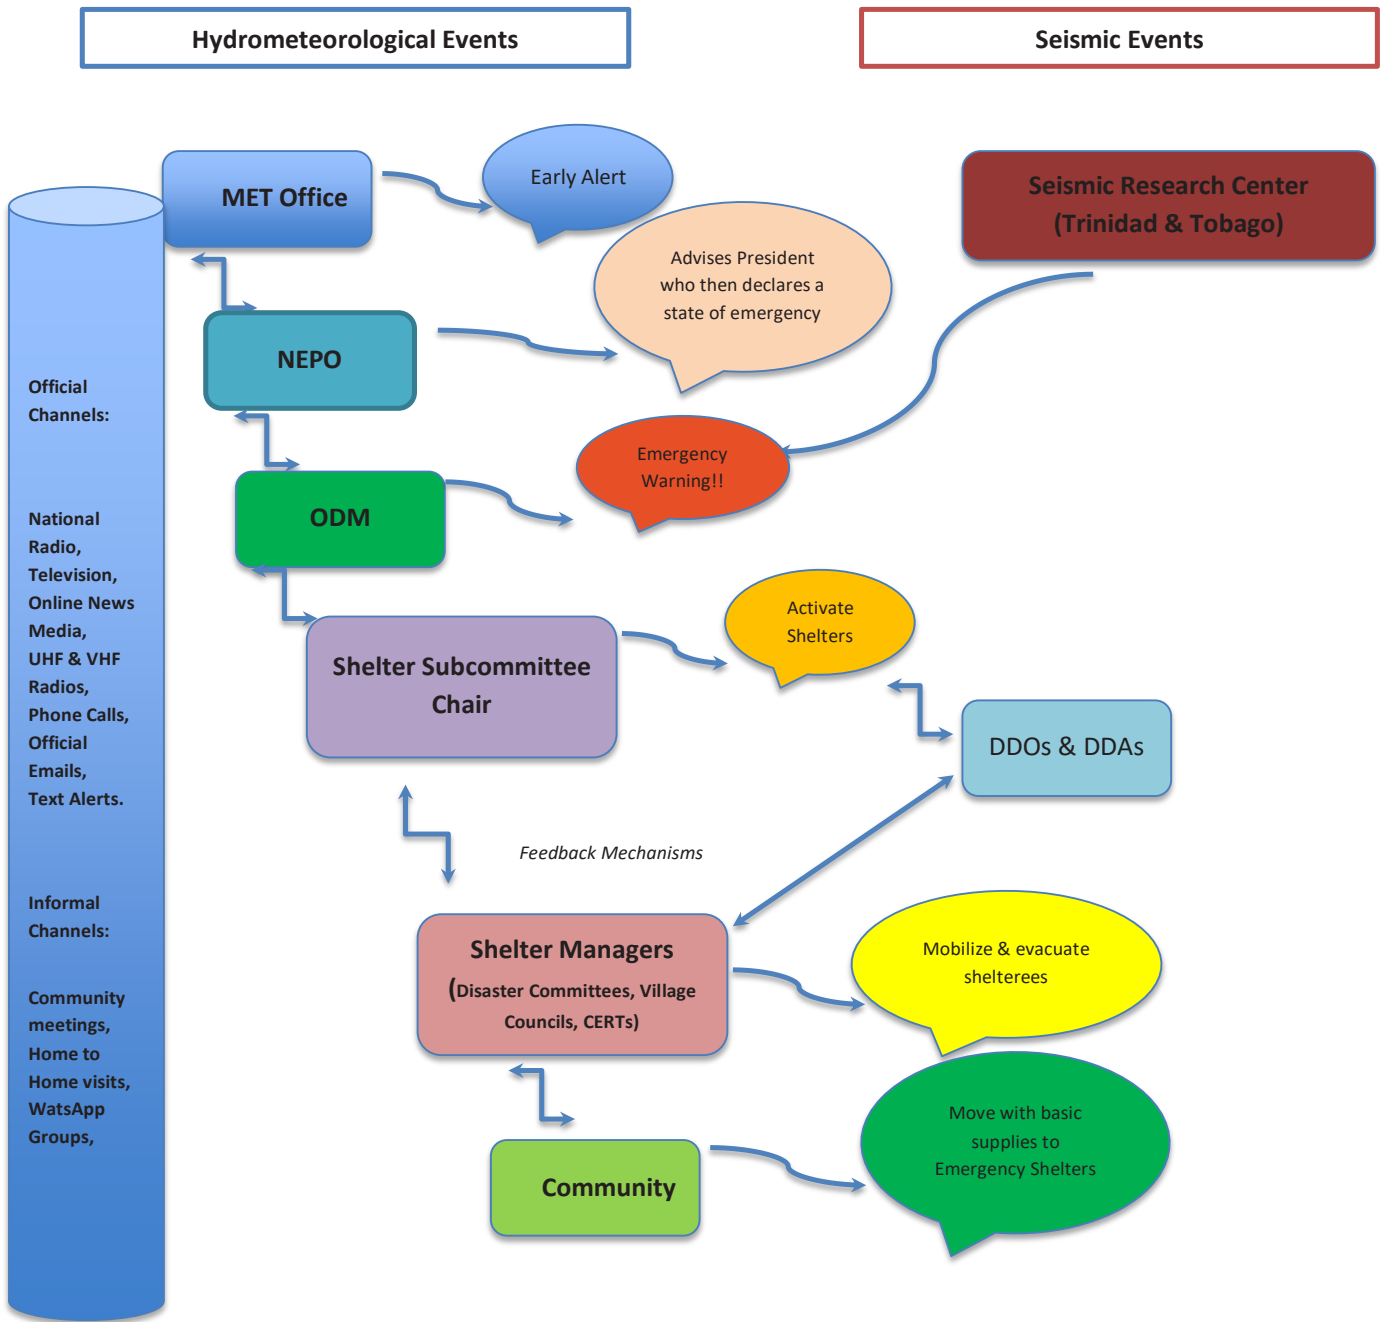 Hydrometeorological Events
Seismic Events
MET Office
Early Alert
Seismic Research Center
(Trinidad & Tobago)
Advises President
who then declares a
state of emergency
NEPO
Official
Channels:
National
Radio,
Television,
Online News
Media,
UHF & VHF
Radios,
Phone Calls,
Official
Emails,
Text Alerts.
Informal
Channels:
Community
meetings,
Home to
Home visits,
WatsApp
Groups,
Emergency
Warning!!
ODM
Activate
Shelters
Shelter Subcommittee
Chair
DDOs & DDAs
Feedback Mechanisms
Shelter Managers
(Disaster Committees, Village
Councils, CERTs)
Mobilize & evacuate
shelterees
Move with basic
supplies to
Emergency Shelters
Community